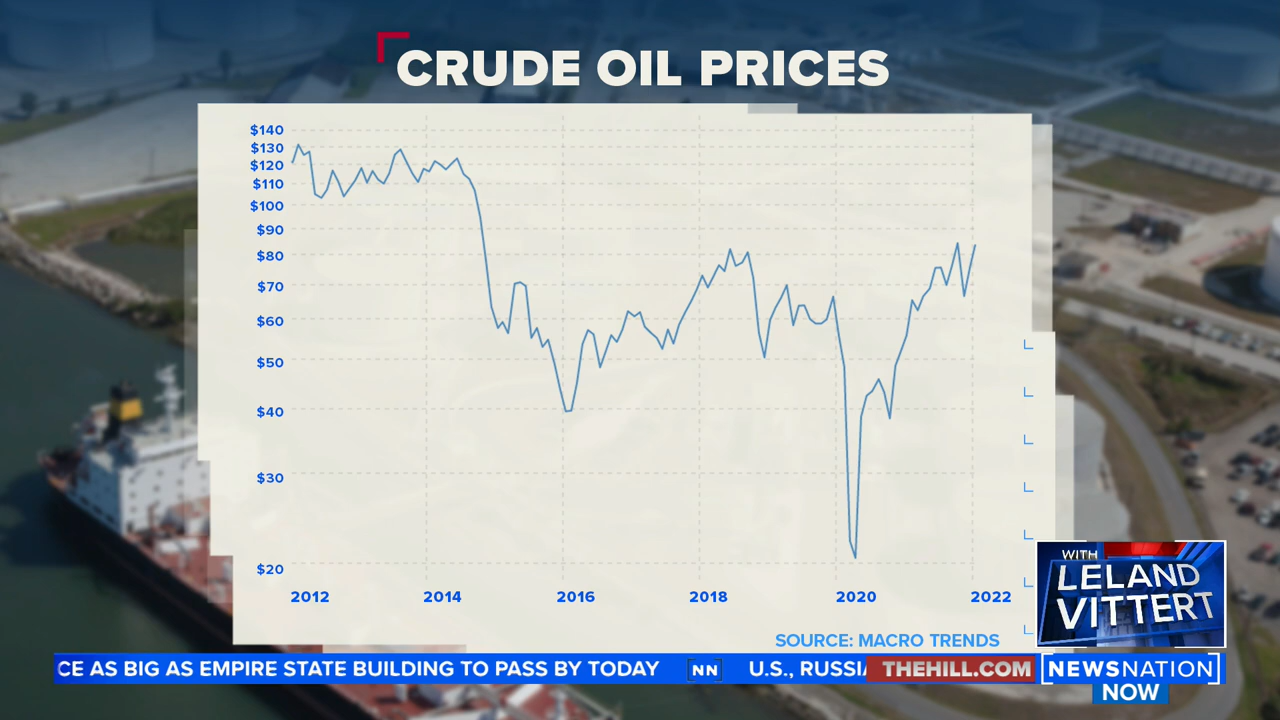 CRUDE OIL PRICES
$140
$130
$120
$110
$100
$90
$80
$70
$60
$50
$40
$30
$20
2012 2014 2016 2018 2020 2022
SOURCE: MACRO TRENDS
WITH
LELAND
VITTERT
CE AS BIG AS EMPIRE STATE BUILDING TO PASS BY TODAY NN U.S., RUSSIA THEHILL.COM NEWSNATION
NOW